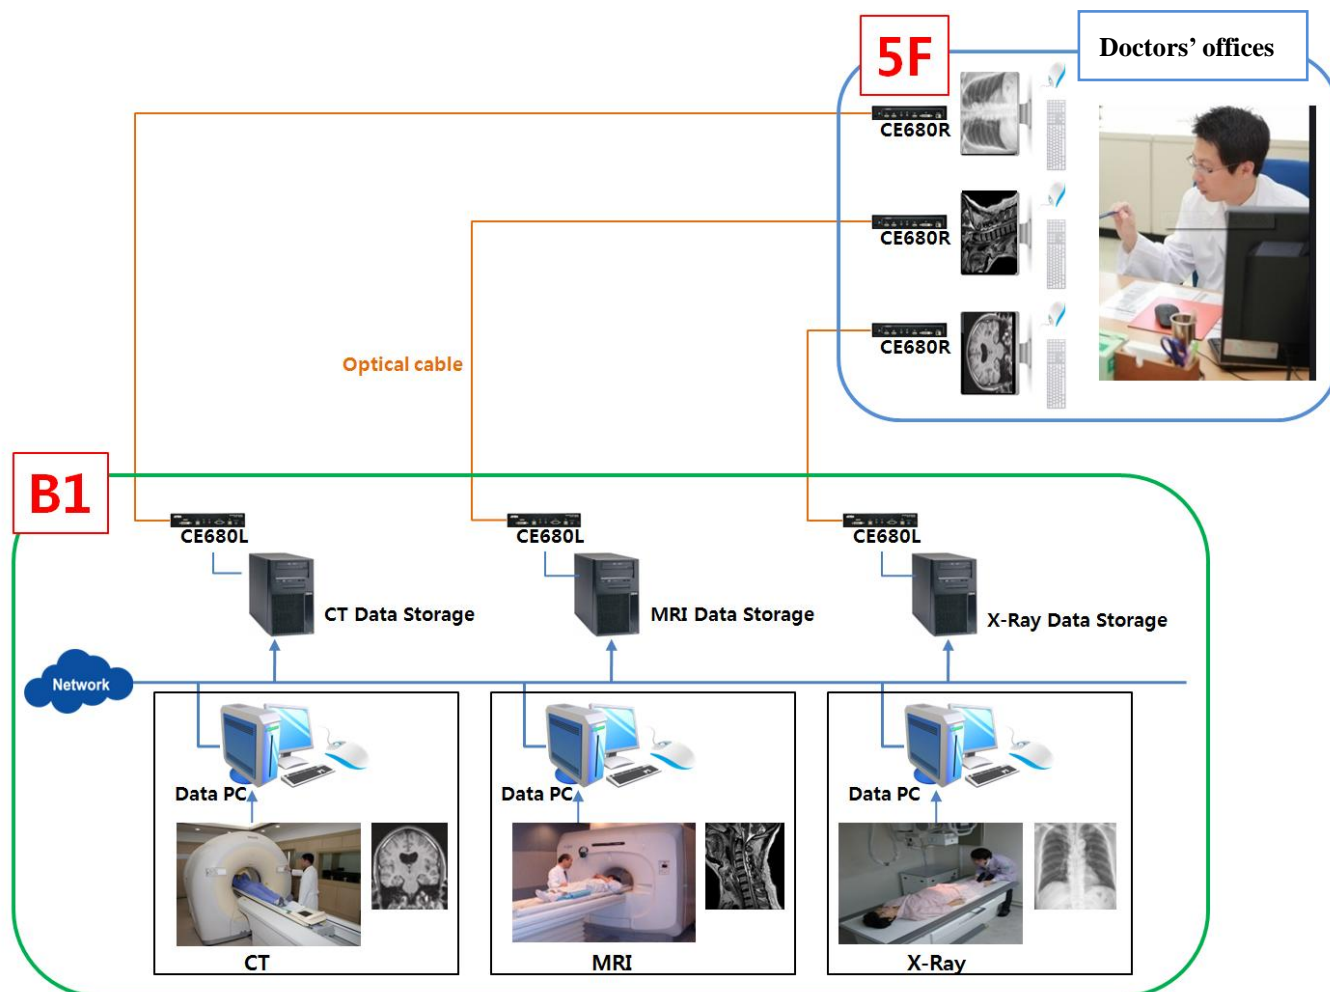 5F
Doctors’ offices
CE680R
CE680R
CE680R
Optical cable
B1
CE680L
CE680L
CE680L
CT Data Storage
MRI Data Storage
X-Ray Data Storage
Network
Data PC
Data PC
Data PC
CT
MRI
X-Ray